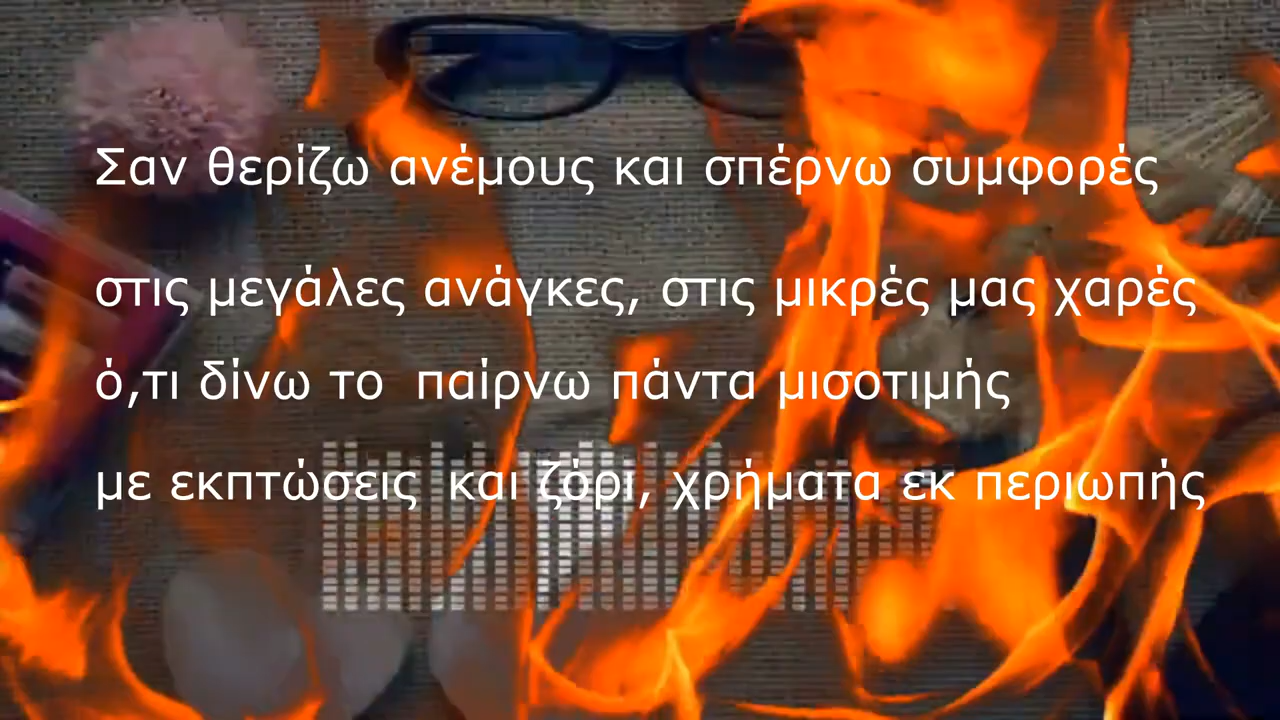 Σαν θερίζω ανέμους και σπέρνω συμφορές
στις μεγάλες ανάγκες, στις μικρές μας χαρές
ό,τι δίνω το παίρνω πάντα μισοτιμής
με εκπτώσεις και ζόρι, χρήματα εκ περιωπής